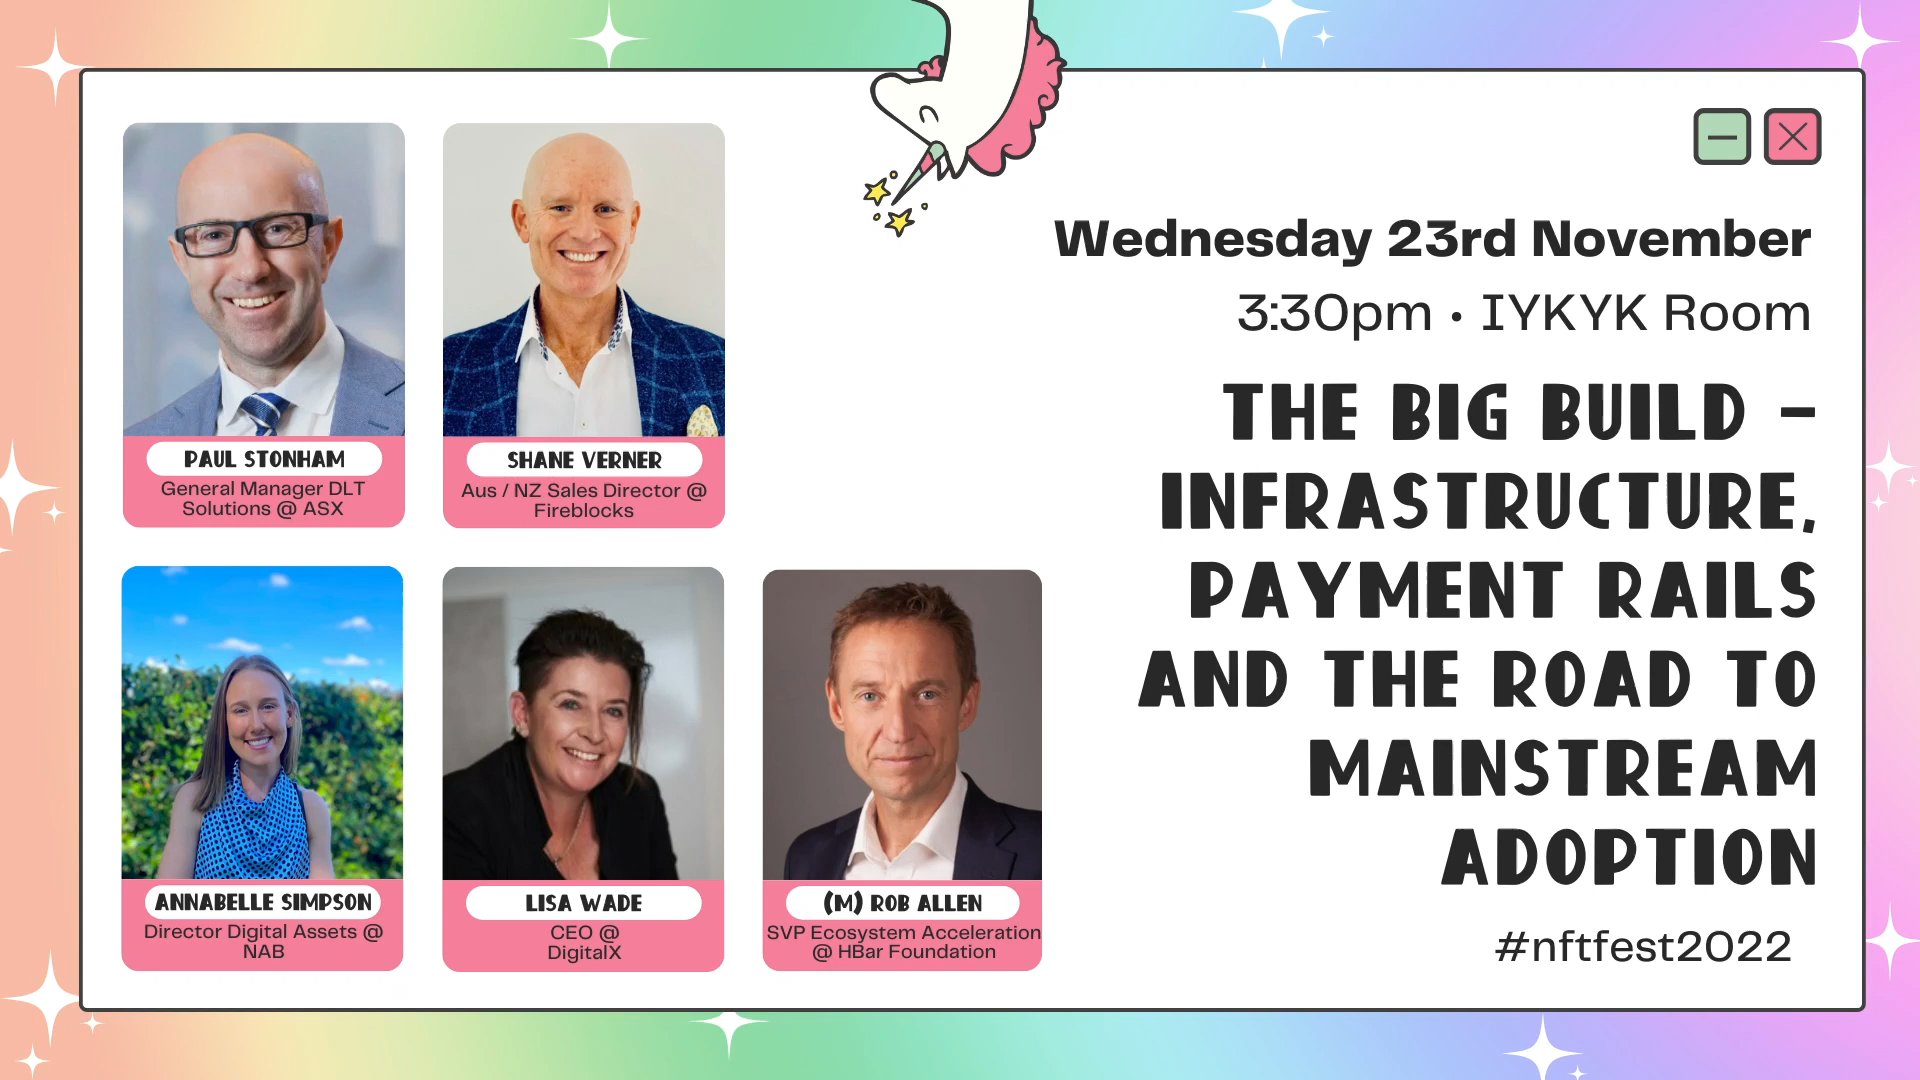 PAUL STONHAM
General Manager DLT
Solutions @ ASX
SHANE VERNER
Aus / NZ Sales Director @
Fireblocks
ANNABELLE SIMPSON
Director Digital Assets @
NAB
LISA WADE
CEO @
DigitalX
(M) ROB ALLEN
SVP Ecosystem Acceleration
@ HBar Foundation
Wednesday 23rd November
3:30pm • IYKYK Room
THE BIG BUILD –
INFRASTRUCTURE,
PAYMENT RAILS
AND THE ROAD TO
MAINSTREAM
ADOPTION
#nftfest2022